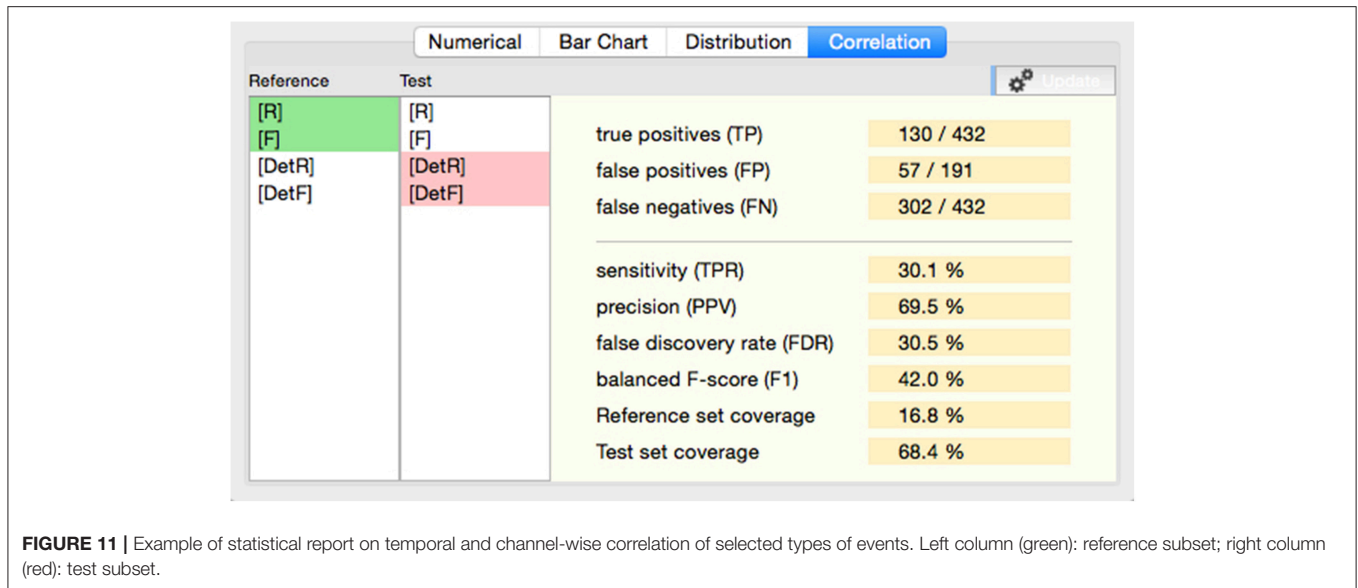 Numerical Bar Chart Distribution Correlation
Reference Test Update
[R] [R]
[F] [F]
[DetR] [DetR]
[DetF] [DetF]
true positives (TP) 130 / 432
false positives (FP) 57 / 191
false negatives (FN) 302 / 432
sensitivity (TPR) 30.1 %
precision (PPV) 69.5 %
false discovery rate (FDR) 30.5 %
balanced F-score (F1) 42.0 %
Reference set coverage 16.8 %
Test set coverage 68.4 %
FIGURE 11 | Example of statistical report on temporal and channel-wise correlation of selected types of events. Left column (green): reference subset; right column
(red): test subset.